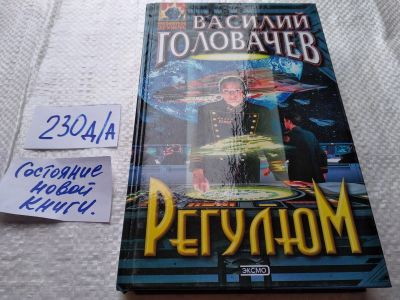 ВАСИЛИЙ
ГОЛОВАЧЕВ
230 д/А
Состояние
новой
книги.
РЕГУЛЮМ
ЭКСМО